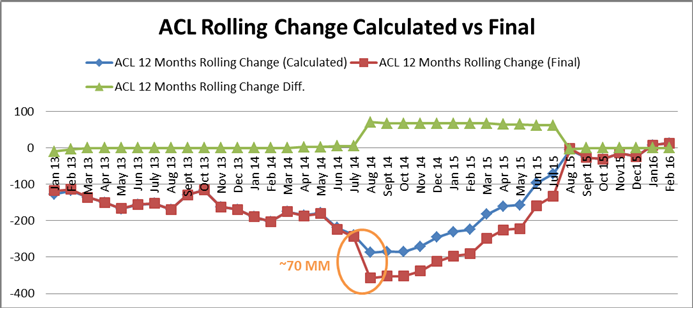 ACL Rolling Change Calculated vs Final
ACL 12 Months Rolling Change (Calculated) ACL 12 Months Rolling Change (Final)
ACL 12 Months Rolling Change Diff.
100
0
-100
-200
-300
-400
Jan 13
Feb 13
Mar 13
Apr 13
May 13
Jun 13
July 13
Aug 13
Sept 13
Oct 13
Nov 13
Dec 13
Jan 14
Feb 14
Mar 14
Apr 14
May 14
Jun 14
July 14
Aug 14
Sept 14
Oct 14
Nov 14
Dec 14
Jan 15
Feb 15
Mar 15
Apr 15
May 15
Jun 15
July 15
Aug 15
Sept 15
Oct 15
Nov15
Dec15
Jan16
Feb 16
~70 MM